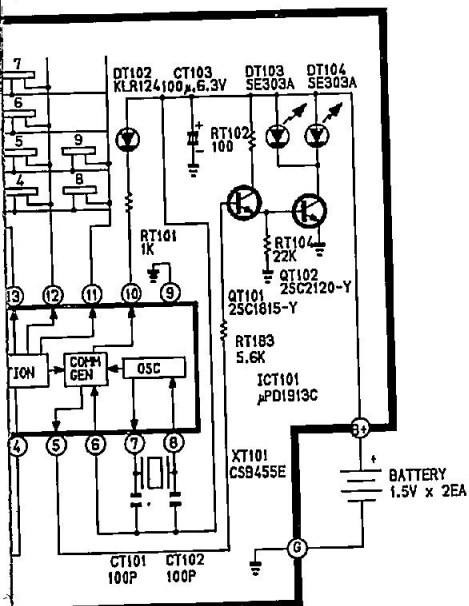 7
6
5
9
4
8
DT102
KLR124
CT103
100μ,6.3V
DT103
SE303A
DT104
SE303A
+
-
RT102
100
RT101
1K
RT104
22K
QT102
2SC2120-Y
QT101
2SC1815-Y
13
12
11
10
9
RT183
5.6K
ICT101
μPD1913C
ION
COMM
GEN
OSC
4
5
6
7
8
B+
XT101
CSB455E
+
BATTERY
1.5V x 2EA
G
CT101
100P
CT102
100P